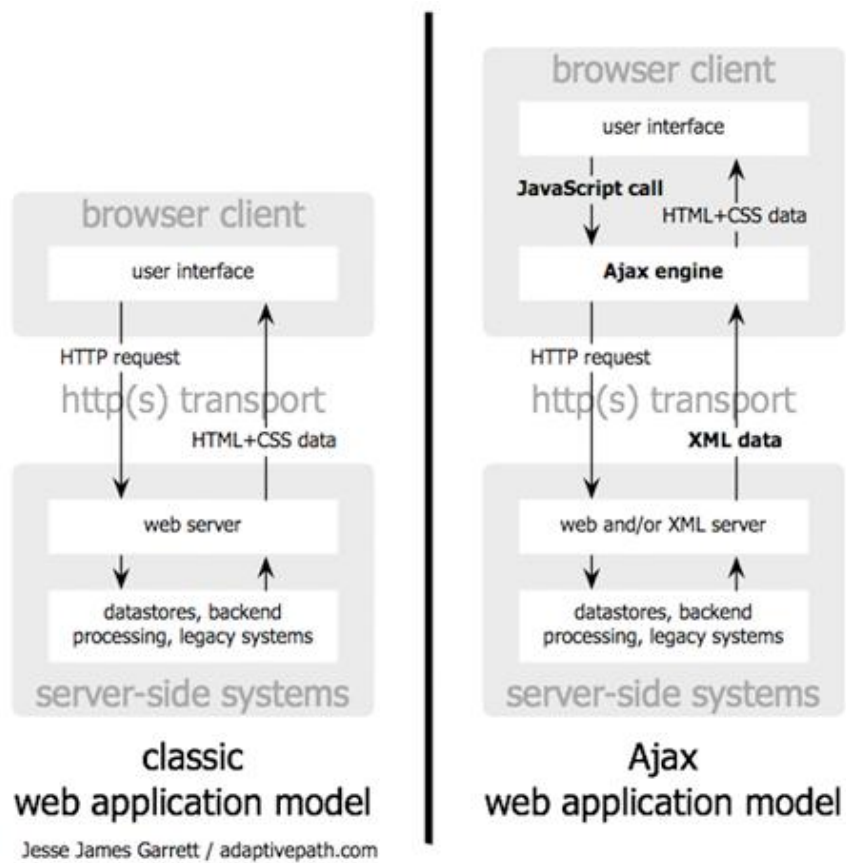 browser client
user interface
HTTP request
http(s) transport
HTML+CSS data
web server
datastores, backend
processing, legacy systems
server-side systems
classic
web application model
Jesse James Garrett / adaptivepath.com
browser client
user interface
JavaScript call
HTML+CSS data
Ajax engine
HTTP request
http(s) transport
XML data
web and/or XML server
datastores, backend
processing, legacy systems
server-side systems
Ajax
web application model